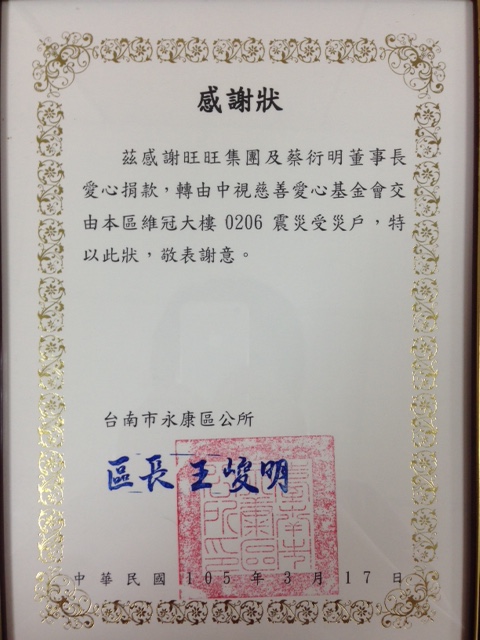 感謝狀
茲感謝旺旺集團及蔡衍明董事長
愛心捐款，轉由中視慈善愛心基金會交
由本區維冠大樓 0206 震災受災戶，特
以此狀，敬表謝意。
台南市永康區公所
區長 王峻明
中華民國 105 年 3 月 17 日